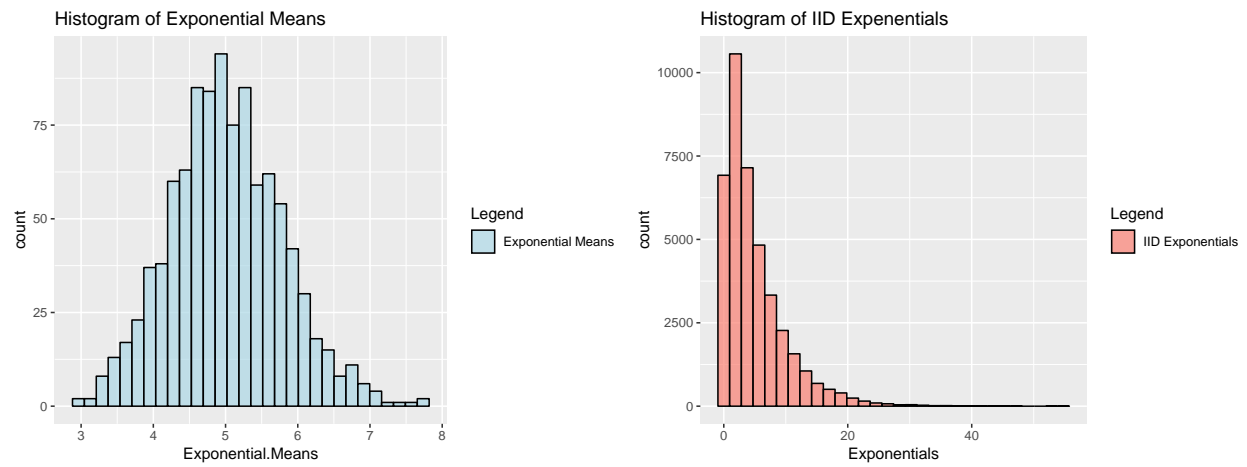 Histogram of Exponential Means
75
50
25
0
count
3 4 5 6 7 8
Exponential.Means
Legend
Exponential Means
Histogram of IID Expenentials
10000
7500
5000
2500
0
count
0 20 40
Exponentials
Legend
IID Exponentials